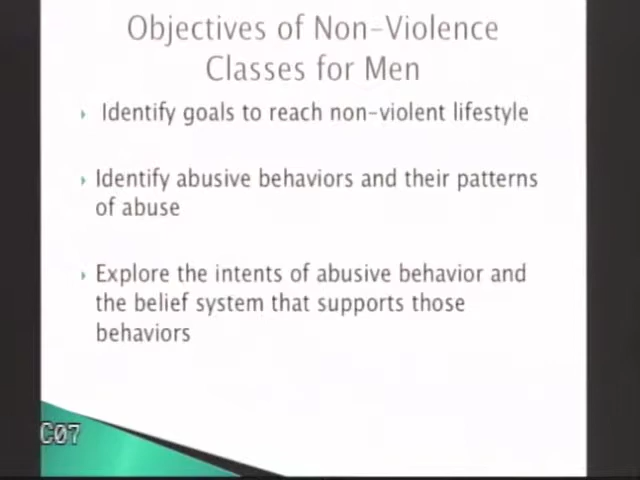 Objectives of Non-Violence
Classes for Men
Identify goals to reach non-violent lifestyle
Identify abusive behaviors and their patterns
of abuse
Explore the intents of abusive behavior and
the belief system that supports those
behaviors
C07